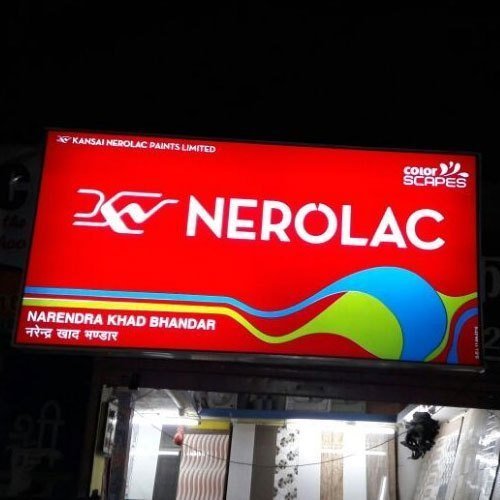 KANSAI NEROLAC PAINTS LIMITED
color
SCAPES
NEROLAC
NARENDRA KHAD BHANDAR
नरेन्द्र खाद भण्डार